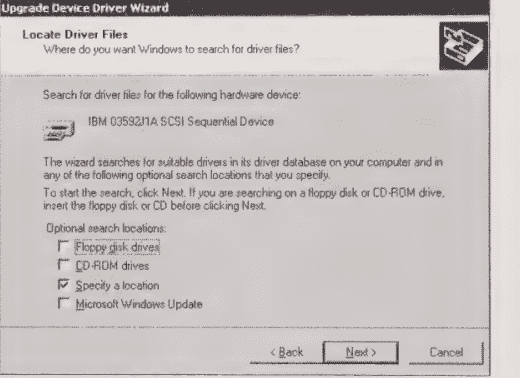 Upgrade Device Driver Wizard
Locate Driver Files
Where do you want Windows to search for driver files?
Search for driver files for the following hardware device:
IBM 03592J1A SCSI Sequential Device
The wizard searches for suitable drivers in its driver database on your computer and in
any of the following optional search locations that you specify.
To start the search, click Next. If you are searching on a floppy disk or CD-ROM drive,
insert the floppy disk or CD before clicking Next.
Optional search locations:
Floppy disk drives
CD-ROM drives
Specify a location
Microsoft Windows Update
< Back Next > Cancel